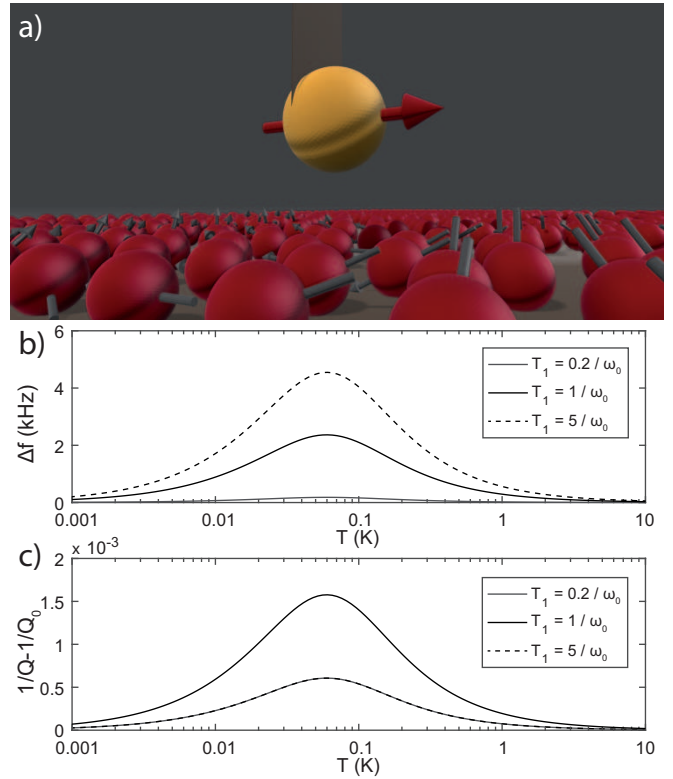 a)
b)
6
4
2
0
Δf (kHz)
T₁ = 0.2 / ω₀
T₁ = 1 / ω₀
T₁ = 5 / ω₀
0.001 0.01 0.1 1 10
T (K)
c)
x 10⁻³
2
1.5
1
0.5
0
1/Q-1/Q₀
T₁ = 0.2 / ω₀
T₁ = 1 / ω₀
T₁ = 5 / ω₀
0.001 0.01 0.1 1 10
T (K)